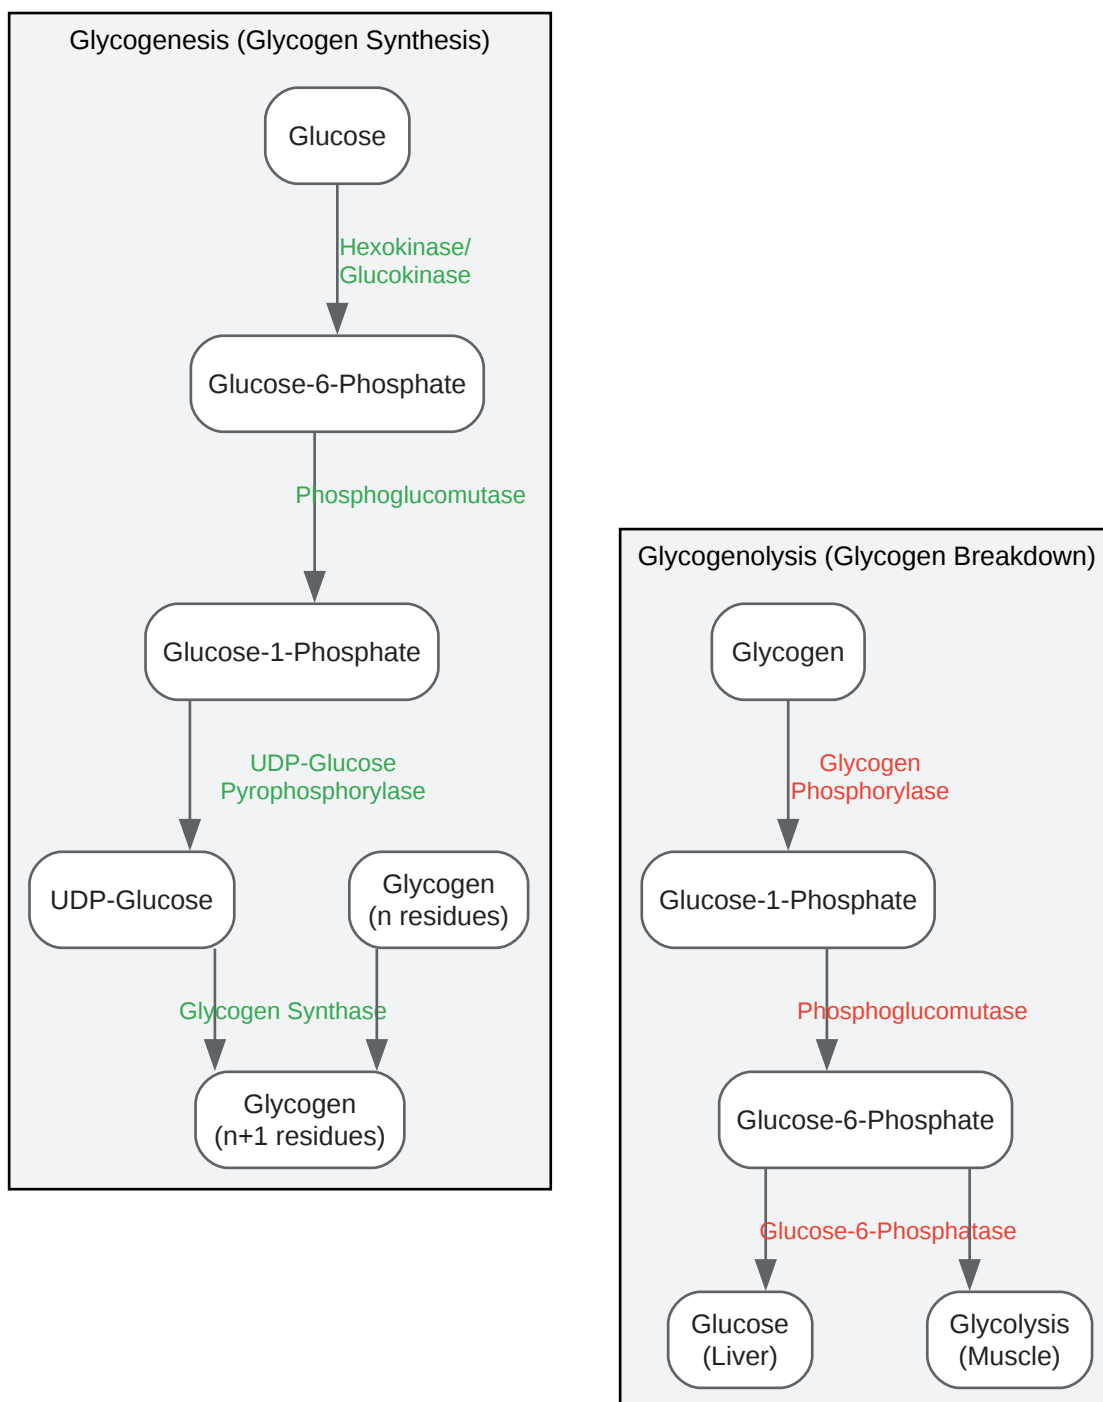 Glycogenesis (Glycogen Synthesis)
Glucose
Hexokinase/
Glucokinase
Glucose-6-Phosphate
Phosphoglucomutase
Glucose-1-Phosphate
UDP-Glucose
Pyrophosphorylase
UDP-Glucose
Glycogen
(n residues)
Glycogen Synthase
Glycogen
(n+1 residues)
Glycogenolysis (Glycogen Breakdown)
Glycogen
Glycogen
Phosphorylase
Glucose-1-Phosphate
Phosphoglucomutase
Glucose-6-Phosphate
Glucose-6-Phosphatase
Glucose
(Liver)
Glycolysis
(Muscle)